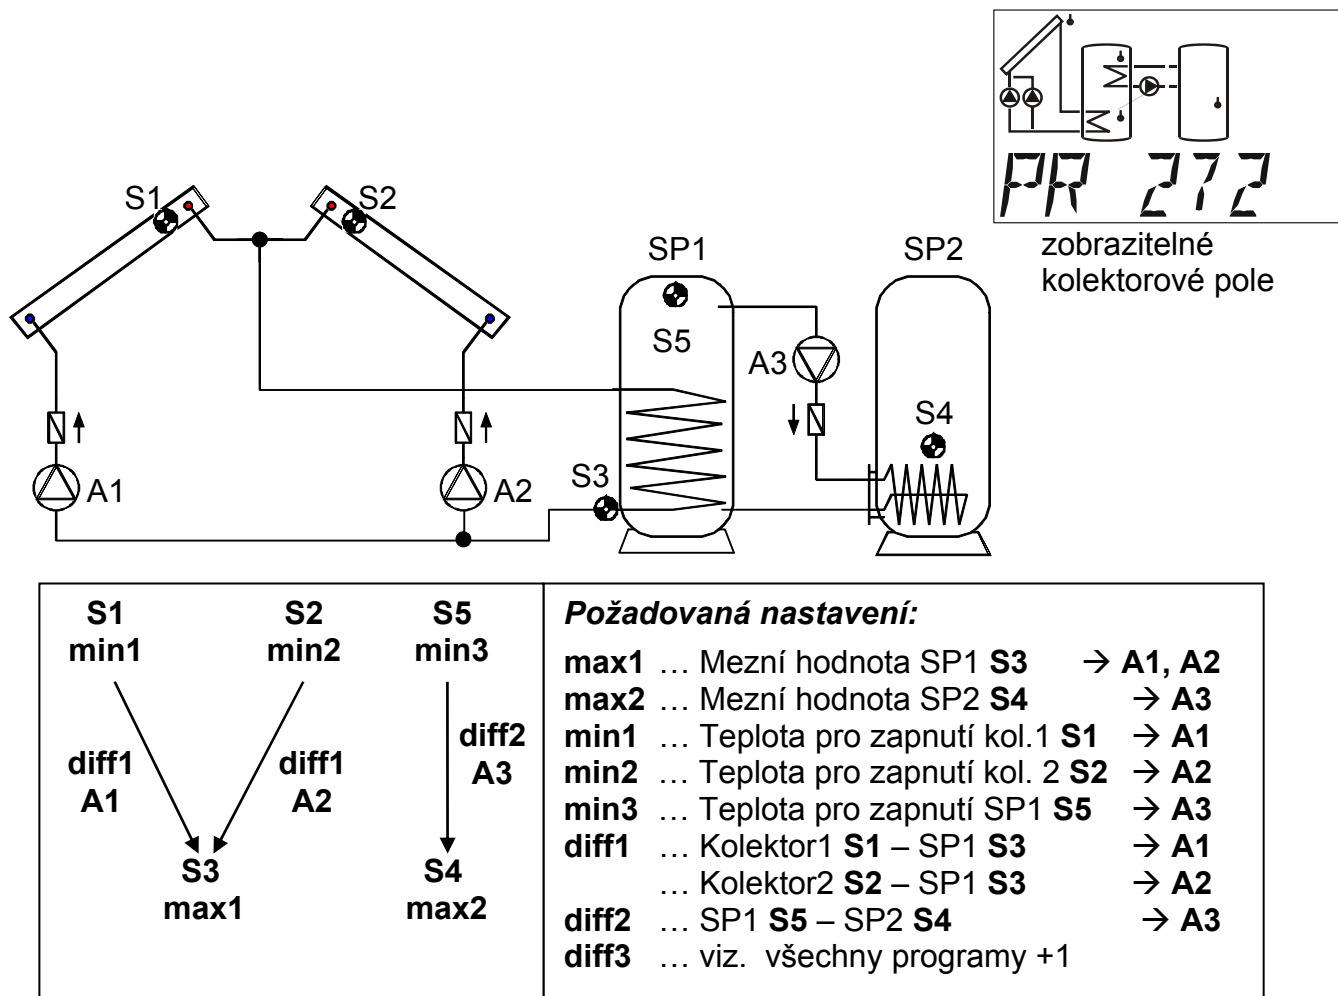 PR 272
zobrazitelné
kolektorové pole
S1
S2
SP1
SP2
S5
A3
S4
S3
A1
A2
S1
min1
S2
min2
S5
min3
diff1
A1
diff1
A2
diff2
A3
S3
max1
S4
max2
Požadovaná nastavení:
max1 … Mezní hodnota SP1 S3 → A1, A2
max2 … Mezní hodnota SP2 S4 → A3
min1 … Teplota pro zapnutí kol.1 S1 → A1
min2 … Teplota pro zapnutí kol. 2 S2 → A2
min3 … Teplota pro zapnutí SP1 S5 → A3
diff1 … Kolektor1 S1 – SP1 S3 → A1
… Kolektor2 S2 – SP1 S3 → A2
diff2 … SP1 S5 – SP2 S4 → A3
diff3 … viz. všechny programy +1